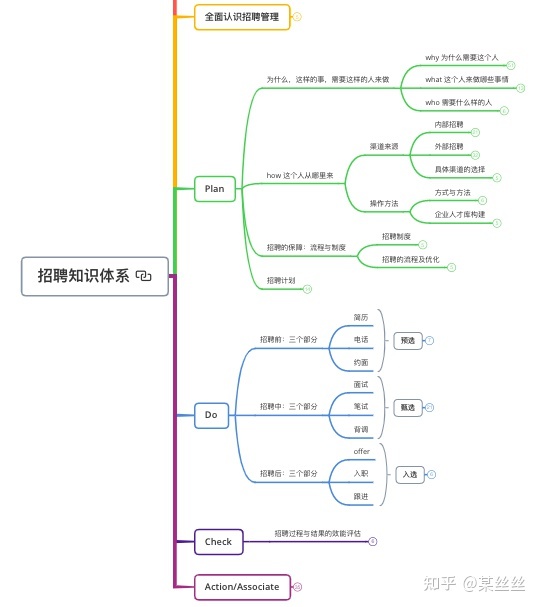 全面认识招聘管理
why 为什么需要这个人
为什么，这样的事，需要这样的人来做
what 这个人来做哪些事情
who 需要什么样的人
内部招聘
渠道来源
外部招聘
具体渠道的选择
how 这个人从哪里来
Plan
方式与方法
操作方法
企业人才库构建
招聘制度
招聘的保障：流程与制度
招聘的流程及优化
招聘计划
招聘知识体系
简历
招聘前：三个部分
电话
预选
约面
面试
招聘中：三个部分
笔试
甄选
背调
Do
offer
招聘后：三个部分
入职
入选
跟进
招聘过程与结果的效能评估
Check
Action/Associate
知乎 @某丝丝